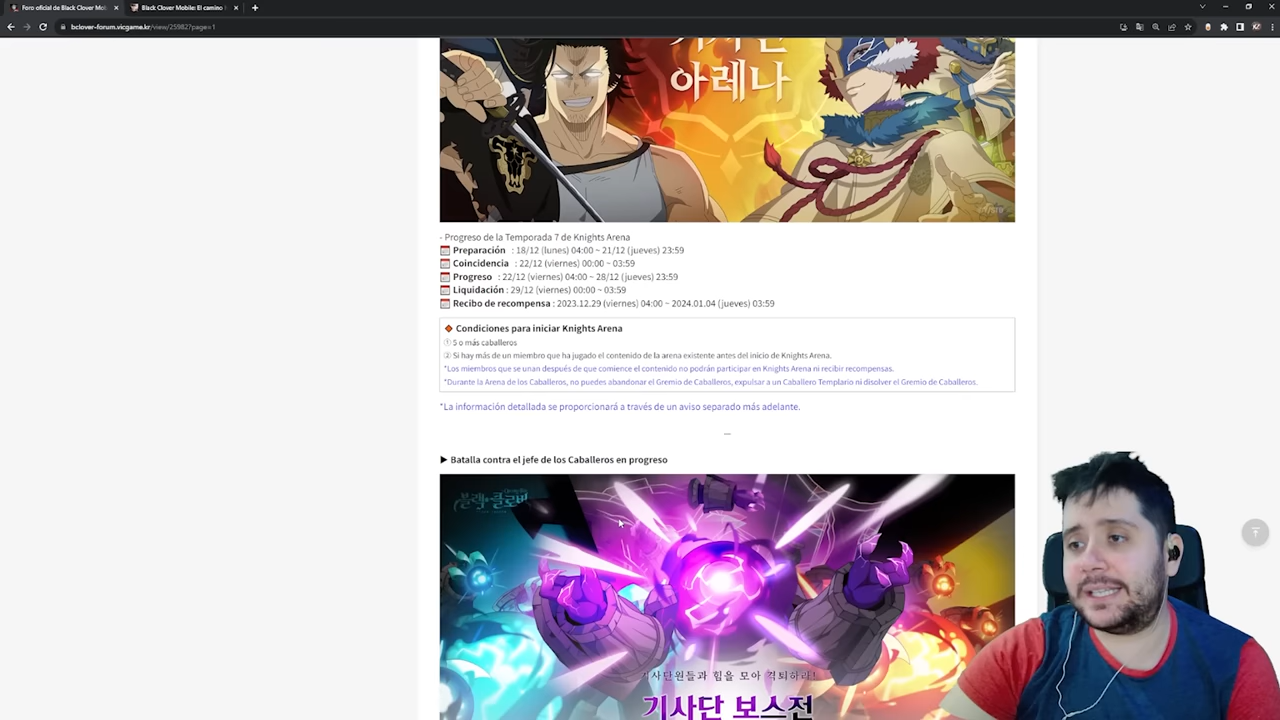 Foro oficial de Black Clover Mob
Black Clover Mobile: El camino
bclover-forum.vicgame.kr/view/25982?page=1
기사단
아레나
- Progreso de la Temporada 7 de Knights Arena
Preparación : 18/12 (lunes) 04:00 ~ 21/12 (jueves) 23:59
Coincidencia : 22/12 (viernes) 00:00 ~ 03:59
Progreso : 22/12 (viernes) 04:00 ~ 28/12 (jueves) 23:59
Liquidación : 29/12 (viernes) 00:00 ~ 03:59
Recibo de recompensa : 2023.12.29 (viernes) 04:00 ~ 2024.01.04 (jueves) 03:59
Condiciones para iniciar Knights Arena
① 5 o más caballeros
② Si hay más de un miembro que ha jugado el contenido de la arena existente antes del inicio de Knights Arena.
*Los miembros que se unan después de que comience el contenido no podrán participar en Knights Arena ni recibir recompensas.
*Durante la Arena de los Caballeros, no puedes abandonar el Gremio de Caballeros, expulsar a un Caballero Templario ni disolver el Gremio de Caballeros.
*La información detallada se proporcionará a través de un aviso separado más adelante.
—
▶ Batalla contra el jefe de los Caballeros en progreso
블랙클로버
기사단원들과 힘을 모아 격퇴하라!
기사단 보스전